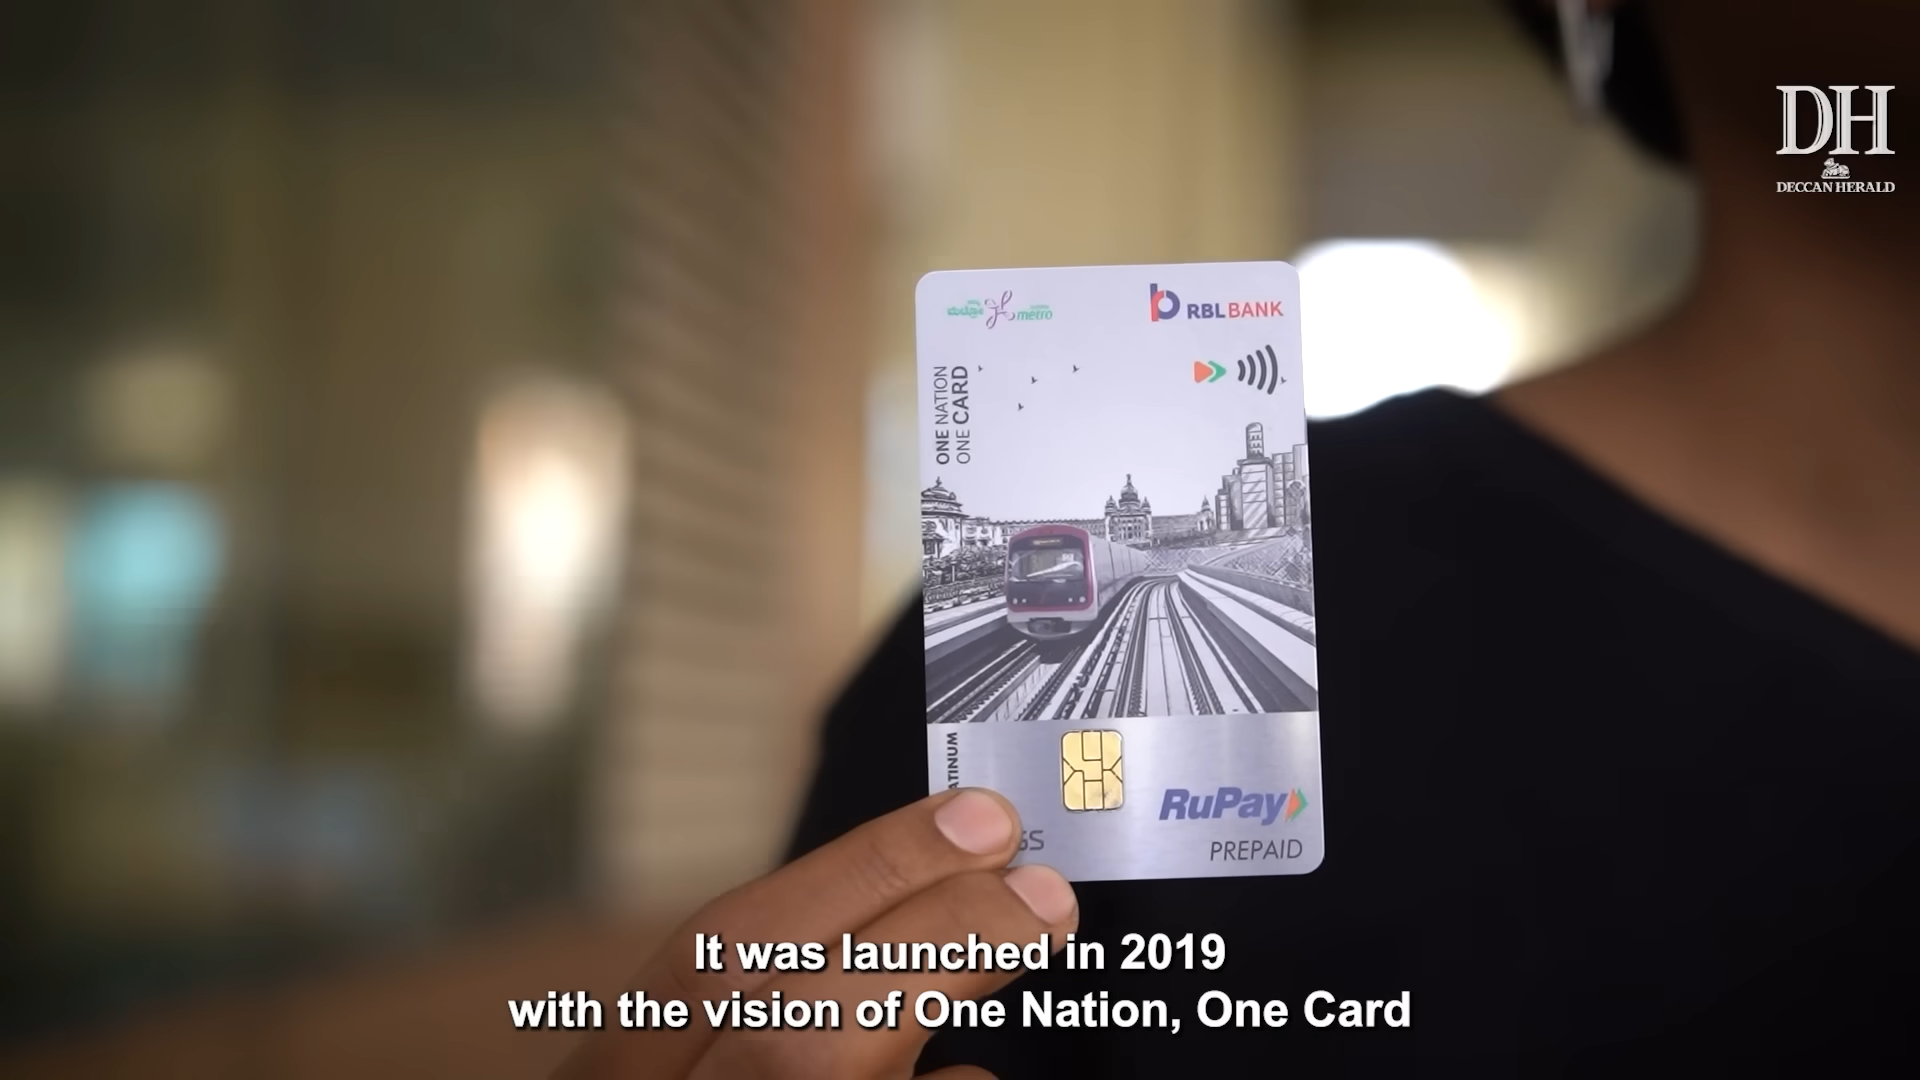 DH
DECCAN HERALD
ಮೆಟ್ರೋ
metro
RBL BANK
ONE NATION
ONE CARD
RuPay
PREPAID
It was launched in 2019
with the vision of One Nation, One Card